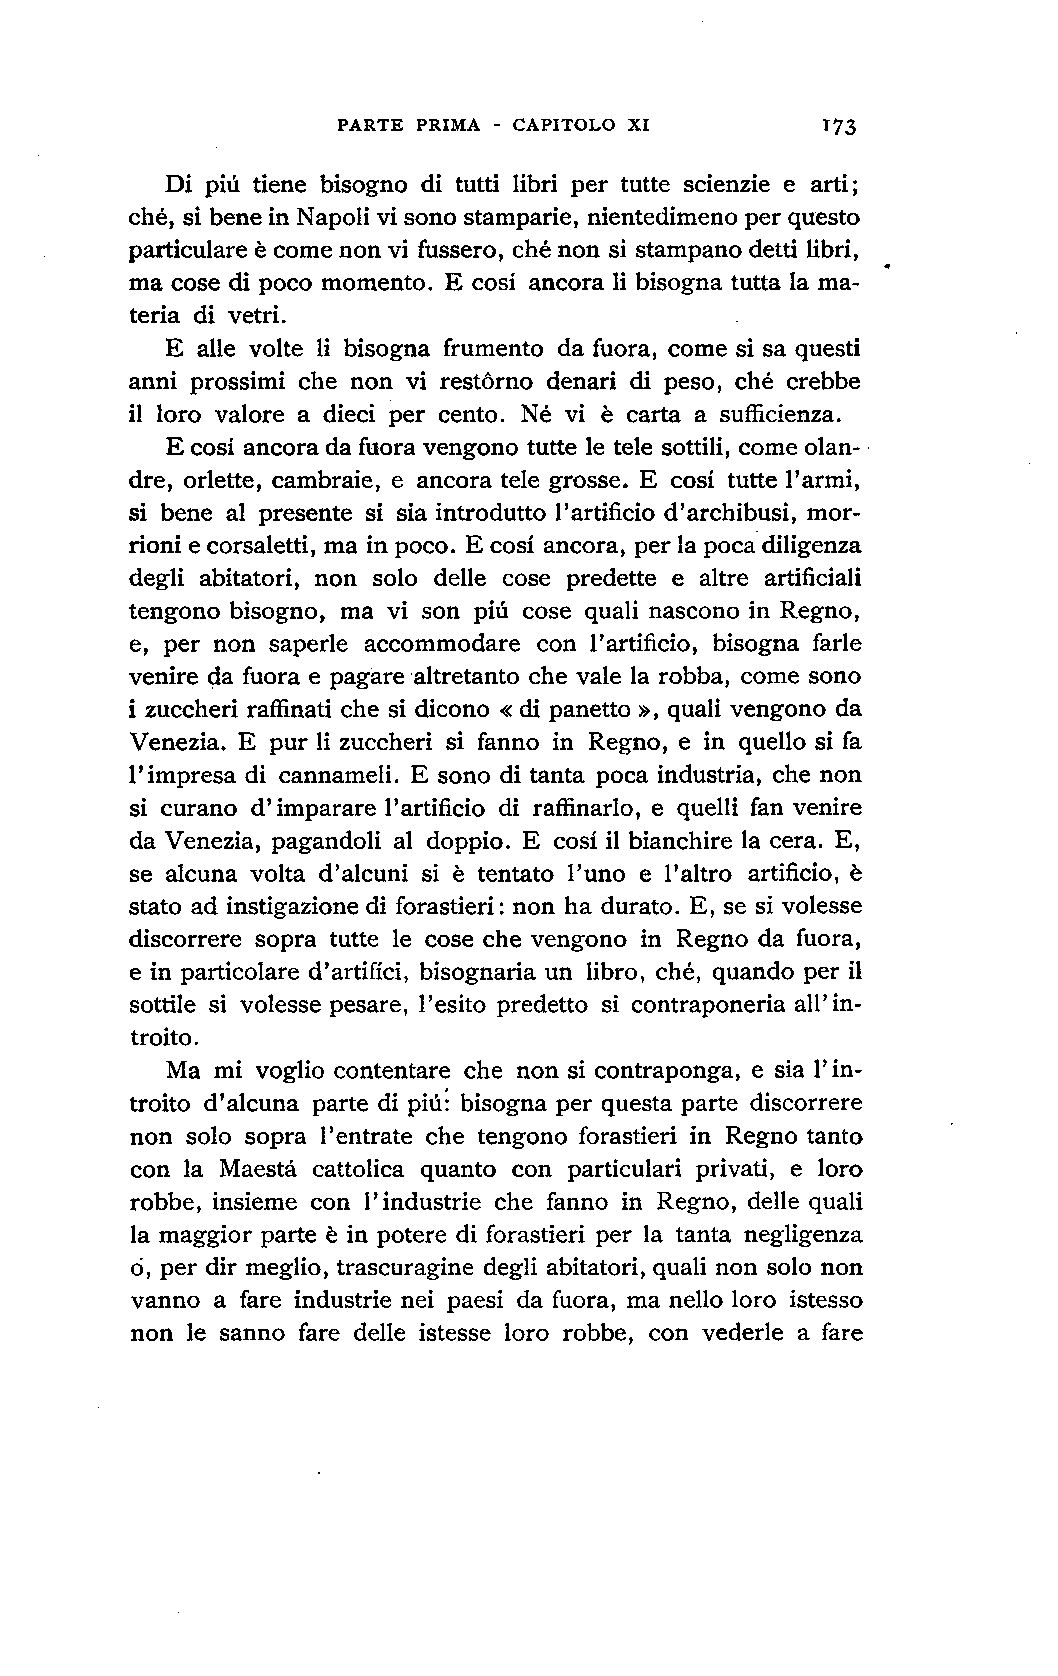 PARTE PRIMA - CAPITOLO XI 173
Di piú tiene bisogno di tutti libri per tutte scienzie e arti;
ché, si bene in Napoli vi sono stamparie, nientedimeno per questo
particulare è come non vi fussero, ché non si stampano detti libri,
ma cose di poco momento. E cosí ancora li bisogna tutta la ma-
teria di vetri.
E alle volte li bisogna frumento da fuora, come si sa questi
anni prossimi che non vi restôrno denari di peso, ché crebbe
il loro valore a dieci per cento. Né vi è carta a sufficienza.
E cosí ancora da fuora vengono tutte le tele sottili, come olan-
dre, orlette, cambraie, e ancora tele grosse. E cosí tutte l'armi,
si bene al presente si sia introdutto l'artificio d'archibusi, mor-
rioni e corsaletti, ma in poco. E cosí ancora, per la poca diligenza
degli abitatori, non solo delle cose predette e altre artificiali
tengono bisogno, ma vi son piú cose quali nascono in Regno,
e, per non saperle accommodare con l'artificio, bisogna farle
venire da fuora e pagare altretanto che vale la robba, come sono
i zuccheri raffinati che si dicono « di panetto », quali vengono da
Venezia. E pur li zuccheri si fanno in Regno, e in quello si fa
l'impresa di cannameli. E sono di tanta poca industria, che non
si curano d'imparare l'artificio di raffinarlo, e quelli fan venire
da Venezia, pagandoli al doppio. E cosí il bianchire la cera. E,
se alcuna volta d'alcuni si è tentato l'uno e l'altro artificio, è
stato ad instigazione di forastieri: non ha durato. E, se si volesse
discorrere sopra tutte le cose che vengono in Regno da fuora,
e in particolare d'artifíci, bisognaria un libro, ché, quando per il
sottile si volesse pesare, l'esito predetto si contraponeria all'in-
troito.
Ma mi voglio contentare che non si contraponga, e sia l'in-
troito d'alcuna parte di piú: bisogna per questa parte discorrere
non solo sopra l'entrate che tengono forastieri in Regno tanto
con la Maestá cattolica quanto con particulari privati, e loro
robbe, insieme con l'industrie che fanno in Regno, delle quali
la maggior parte è in potere di forastieri per la tanta negligenza
ó, per dir meglio, trascuragine degli abitatori, quali non solo non
vanno a fare industrie nei paesi da fuora, ma nello loro istesso
non le sanno fare delle istesse loro robbe, con vederle a fare